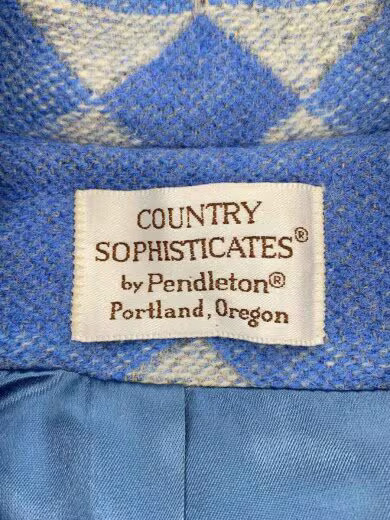 COUNTRY
SOPHISTICATES®
by Pendleton®
Portland, Oregon